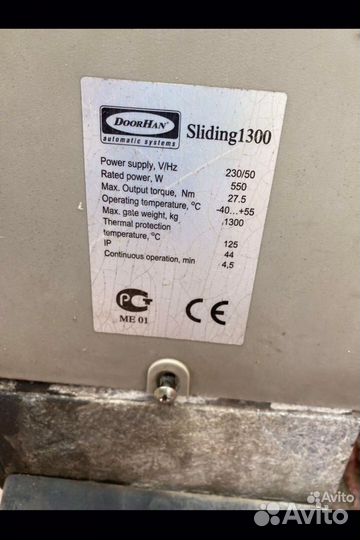 DOORHAN®
automatic systems
Sliding1300
Power supply, V/Hz 230/50
Rated power, W 550
Max. Output torque, Nm 27.5
Operating temperature, °C -40...+55
Max. gate weight, kg 1300
Thermal protection
temperature, °C 125
IP 44
Continuous operation, min 4,5
РСТ
ME 01
CE
Avito
Avito